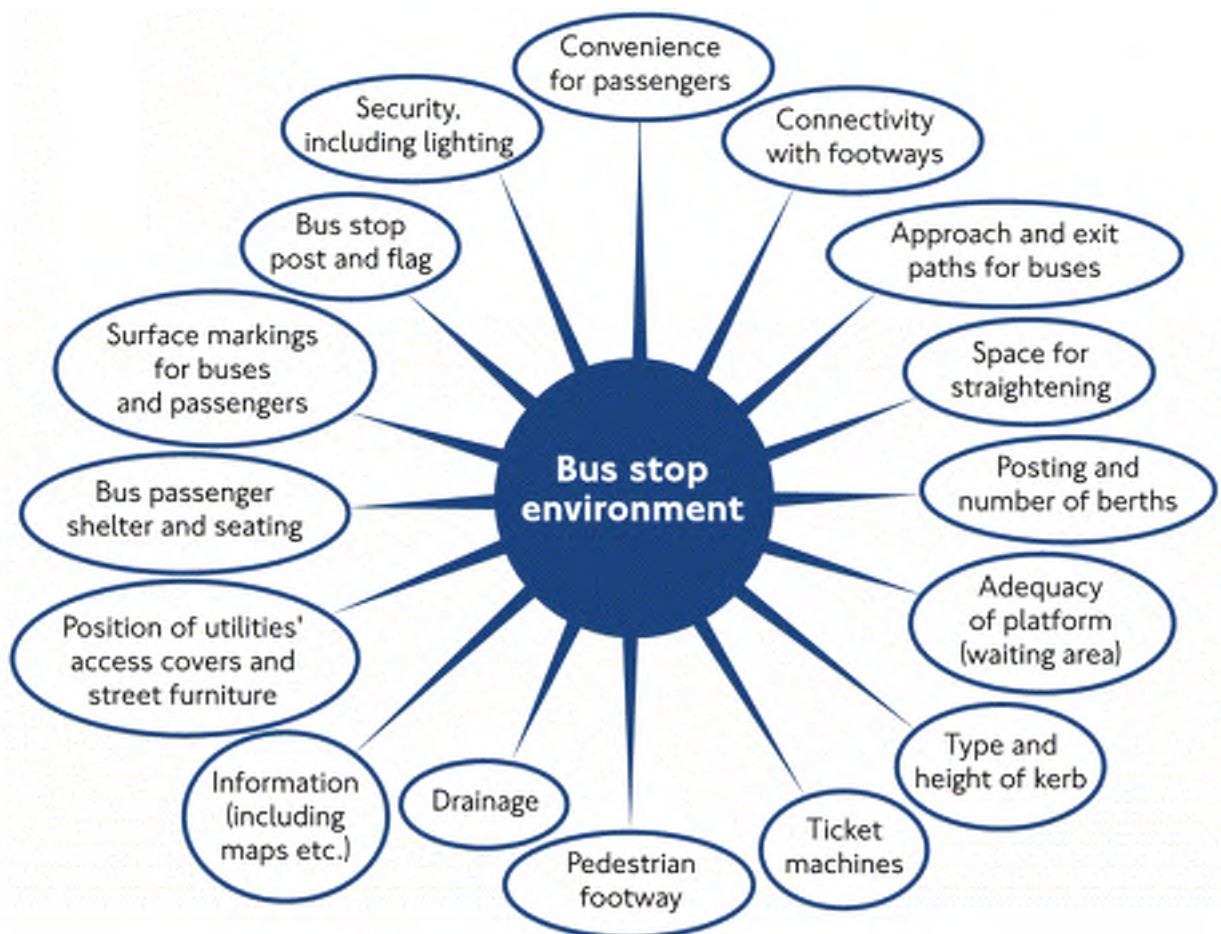 Convenience
for passengers
Connectivity
with footways
Approach and exit
paths for buses
Space for
straightening
Posting and
number of berths
Adequacy
of platform
(waiting area)
Type and
height of kerb
Ticket
machines
Pedestrian
footway
Drainage
Information
(including
maps etc.)
Position of utilities'
access covers and
street furniture
Bus passenger
shelter and seating
Surface markings
for buses
and passengers
Bus stop
post and flag
Security,
including lighting
Bus stop
environment